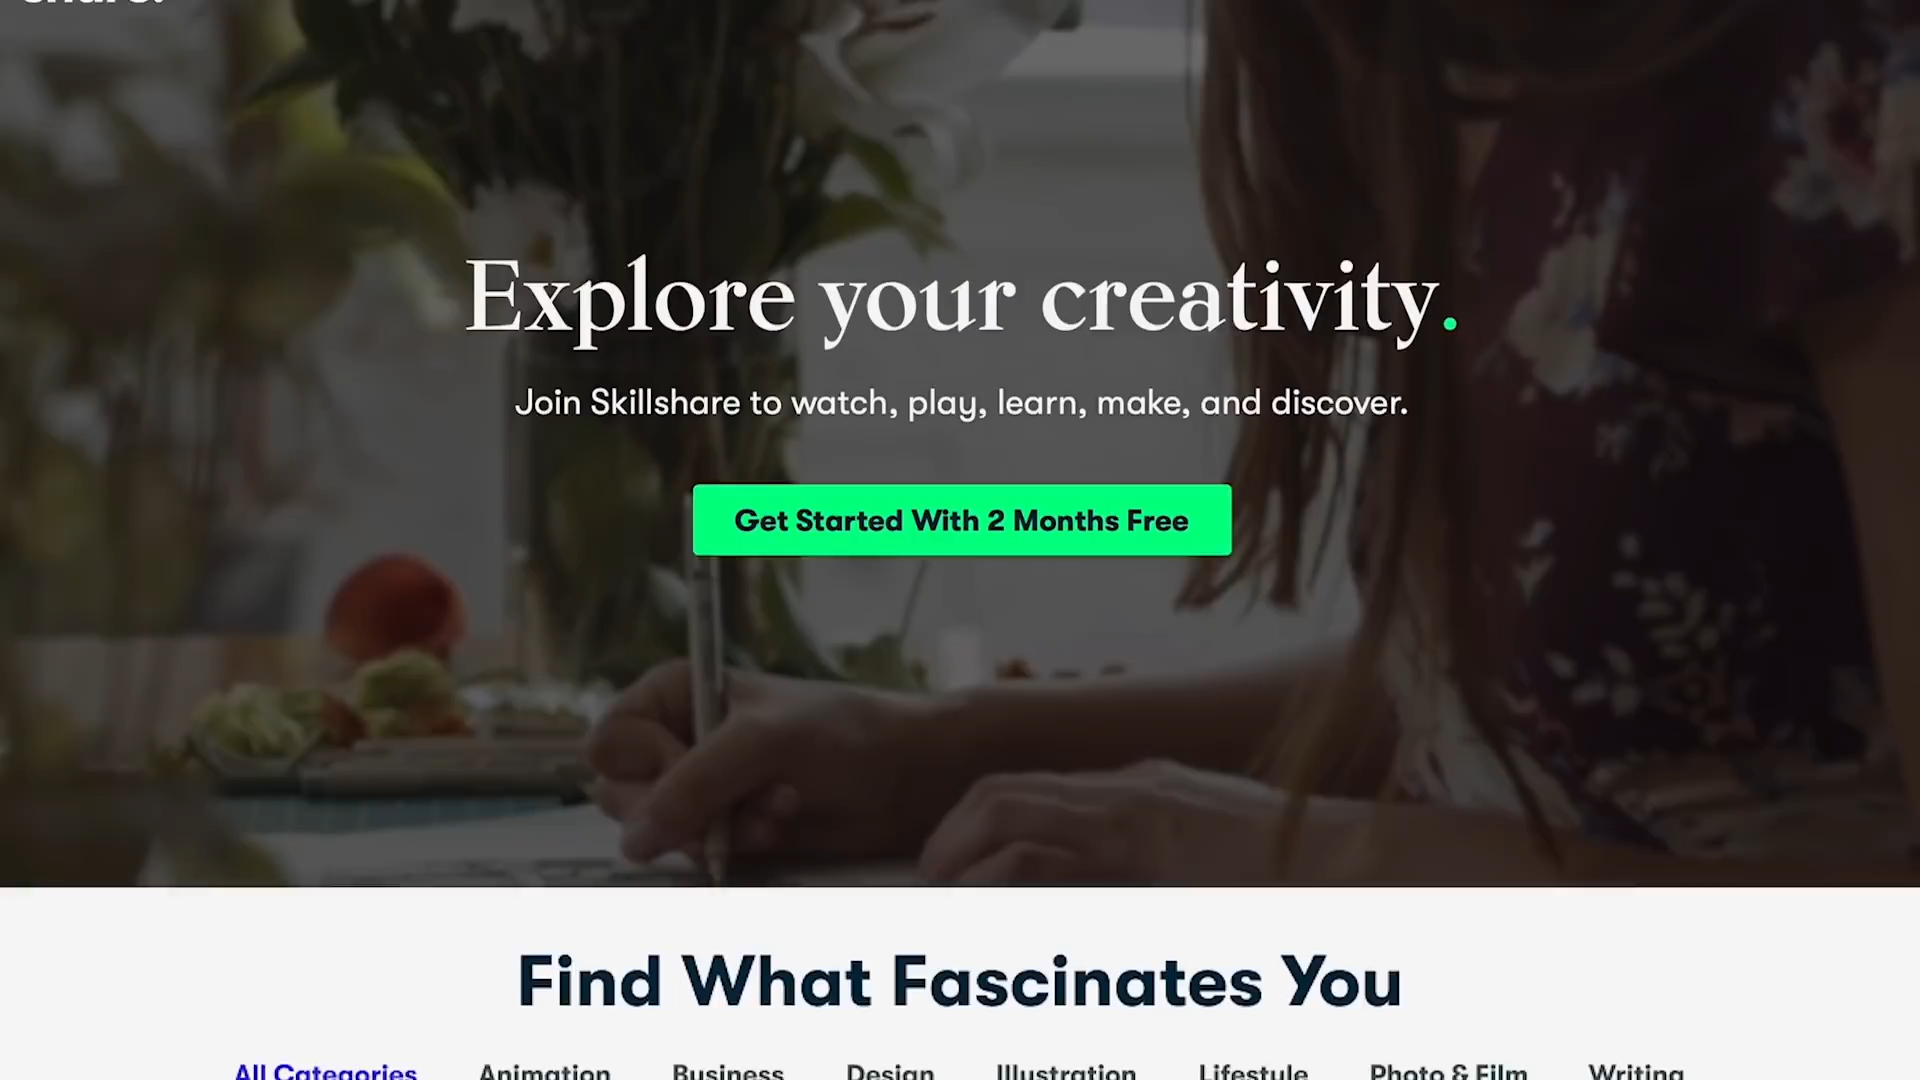 share.
Explore your creativity.
Join Skillshare to watch, play, learn, make, and discover.
Get Started With 2 Months Free
Find What Fascinates You
All Categories Animation Business Design Illustration Lifestyle Photo & Film Writing